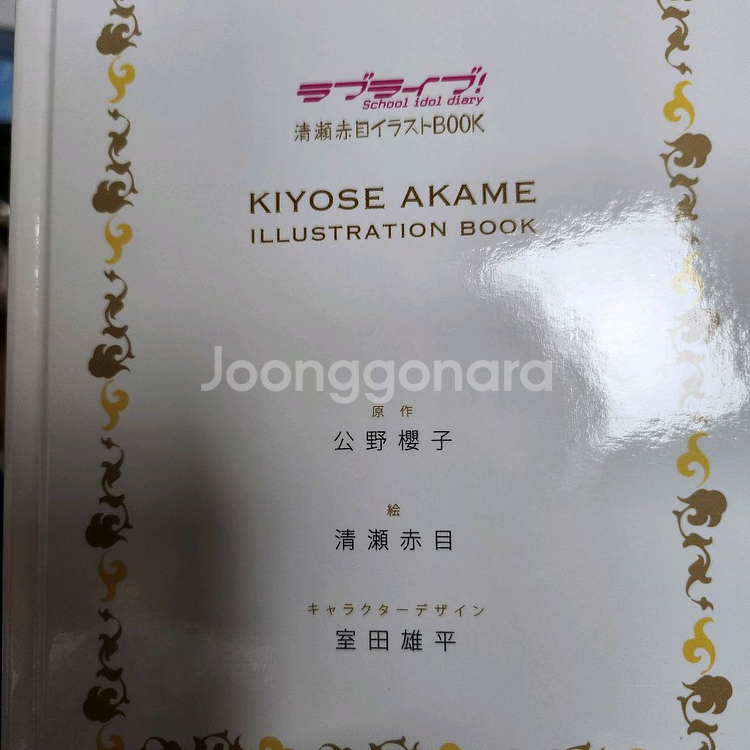 ラブライブ!
School idol diary
清瀬赤目イラストBOOK
KIYOSE AKAME
ILLUSTRATION BOOK
Joonggonara
原作
公野櫻子
絵
清瀬赤目
キャラクターデザイン
室田雄平